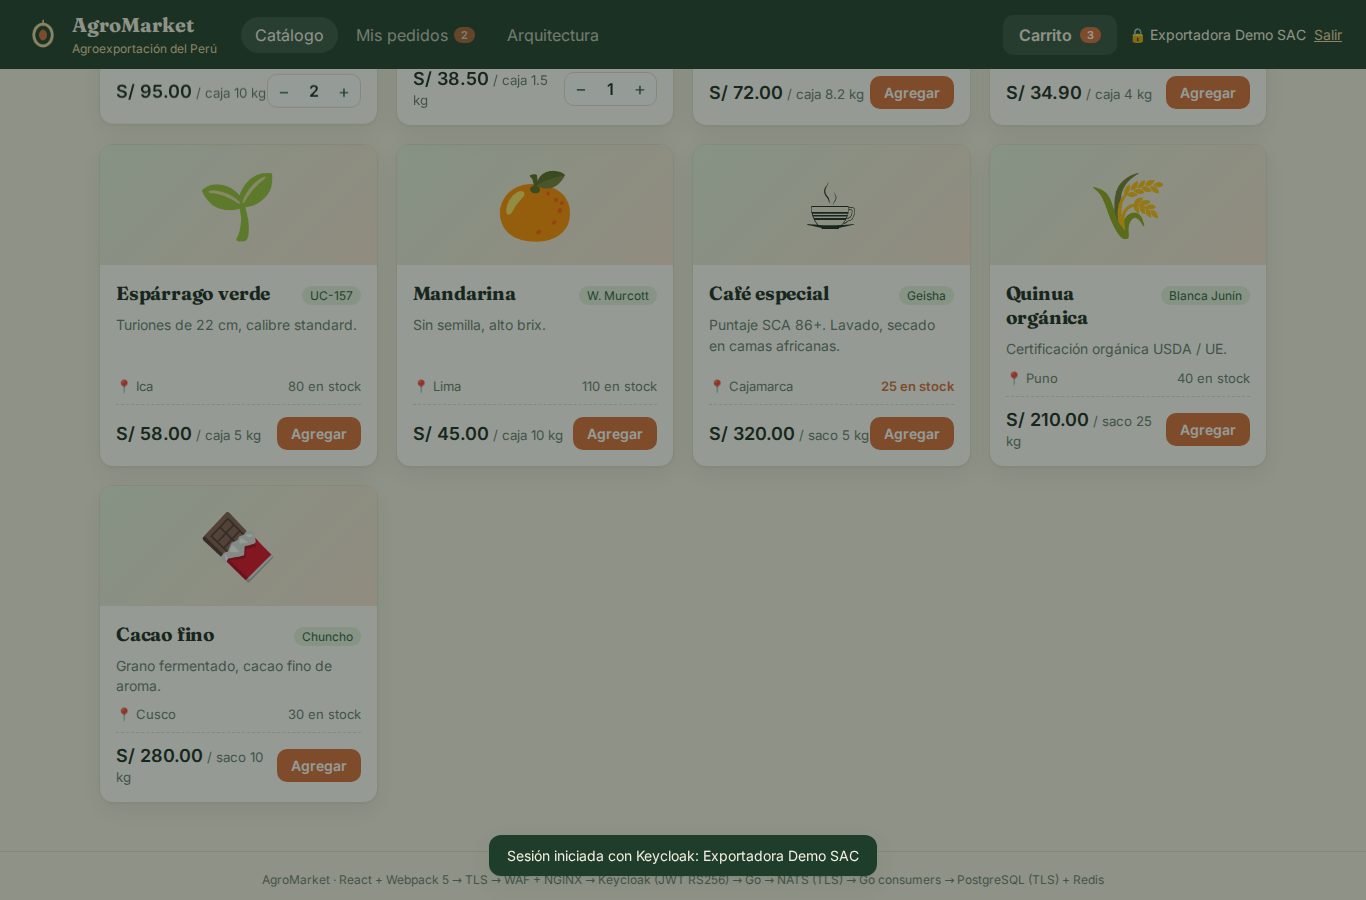 AgroMarket
Agroexportación del Perú
Catálogo
Mis pedidos 2
Arquitectura
Carrito 3
🔒 Exportadora Demo SAC Salir
S/ 95.00 / caja 10 kg − 2 +
S/ 38.50 / caja 1.5
kg
− 1 +
S/ 72.00 / caja 8.2 kg Agregar
S/ 34.90 / caja 4 kg Agregar
Espárrago verde UC-157
Turiones de 22 cm, calibre standard.
📍 Ica 80 en stock
S/ 58.00 / caja 5 kg Agregar
Mandarina W. Murcott
Sin semilla, alto brix.
📍 Lima 110 en stock
S/ 45.00 / caja 10 kg Agregar
Café especial Geisha
Puntaje SCA 86+. Lavado, secado
en camas africanas.
📍 Cajamarca 25 en stock
S/ 320.00 / saco 5 kg Agregar
Quinua Blanca Junín
orgánica
Certificación orgánica USDA / UE.
📍 Puno 40 en stock
S/ 210.00 / saco 25
kg
Agregar
Cacao fino Chuncho
Grano fermentado, cacao fino de
aroma.
📍 Cusco 30 en stock
S/ 280.00 / saco 10
kg
Agregar
Sesión iniciada con Keycloak: Exportadora Demo SAC
AgroMarket · React + Webpack 5 → TLS → WAF + NGINX → Keycloak (JWT RS256) → Go → NATS (TLS) → Go consumers → PostgreSQL (TLS) + Redis